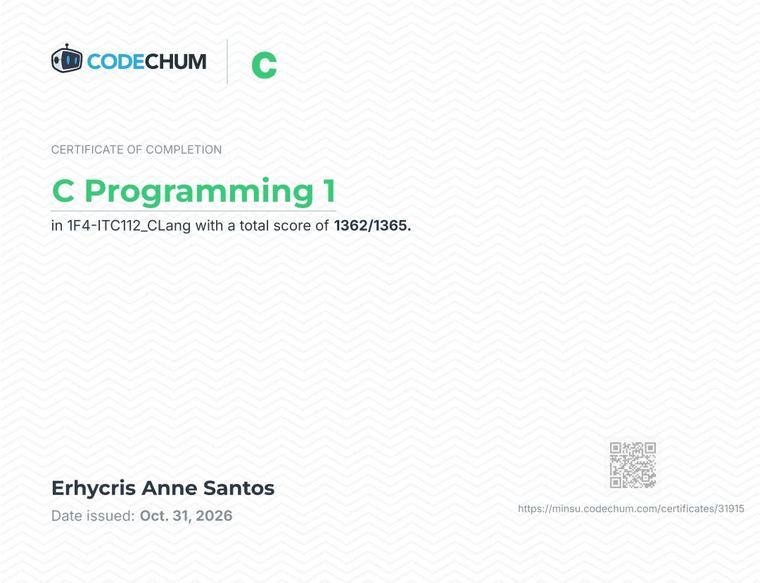 CODECHUM
C
CERTIFICATE OF COMPLETION
C Programming 1
in 1F4-ITC112_CLang with a total score of 1362/1365.
Erhycris Anne Santos
Date issued: Oct. 31, 2026
https://minsu.codechum.com/certificates/31915